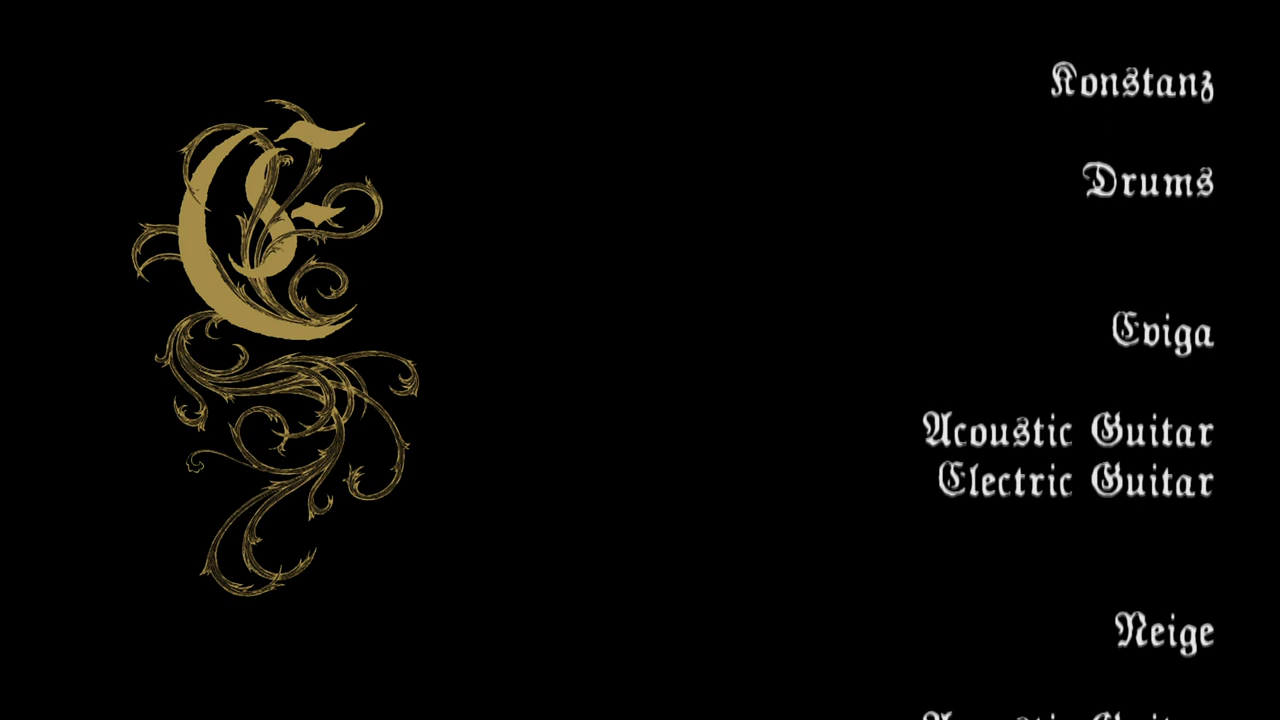 Konstanz
Drums
Eviga
Acoustic Guitar
Electric Guitar
Neige